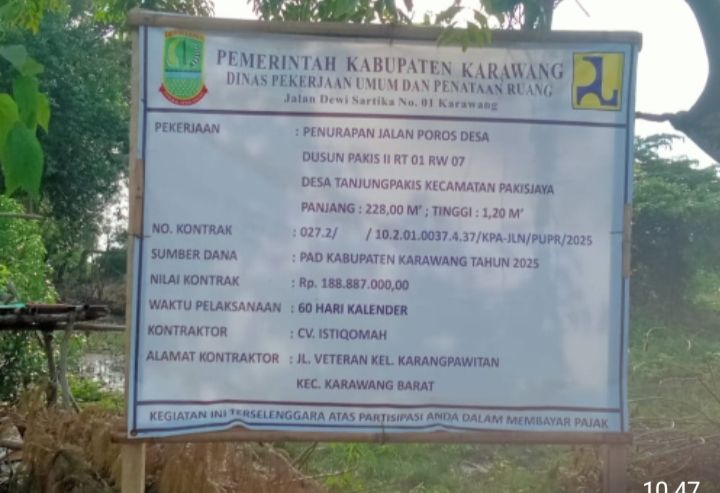 PEMERINTAH KABUPATEN KARAWANG
DINAS PEKERJAAN UMUM DAN PENATAAN RUANG
Jalan Dewi Sartika No. 01 Karawang
PEKERJAAN : PENURAPAN JALAN POROS DESA
DUSUN PAKIS II RT 01 RW 07
DESA TANJUNGPAKIS KECAMATAN PAKISJAYA
PANJANG : 228,00 M' ; TINGGI : 1,20 M'
NO. KONTRAK : 027.2/ / 10.2.01.0037.4.37/KPA-JLN/PUPR/2025
SUMBER DANA : PAD KABUPATEN KARAWANG TAHUN 2025
NILAI KONTRAK : Rp. 188.887.000,00
WAKTU PELAKSANAAN : 60 HARI KALENDER
KONTRAKTOR : CV. ISTIQOMAH
ALAMAT KONTRAKTOR : JL. VETERAN KEL. KARANGPAWITAN
KEC. KARAWANG BARAT
KEGIATAN INI TERSELENGGARA ATAS PARTISIPASI ANDA DALAM MEMBAYAR PAJAK
10.47